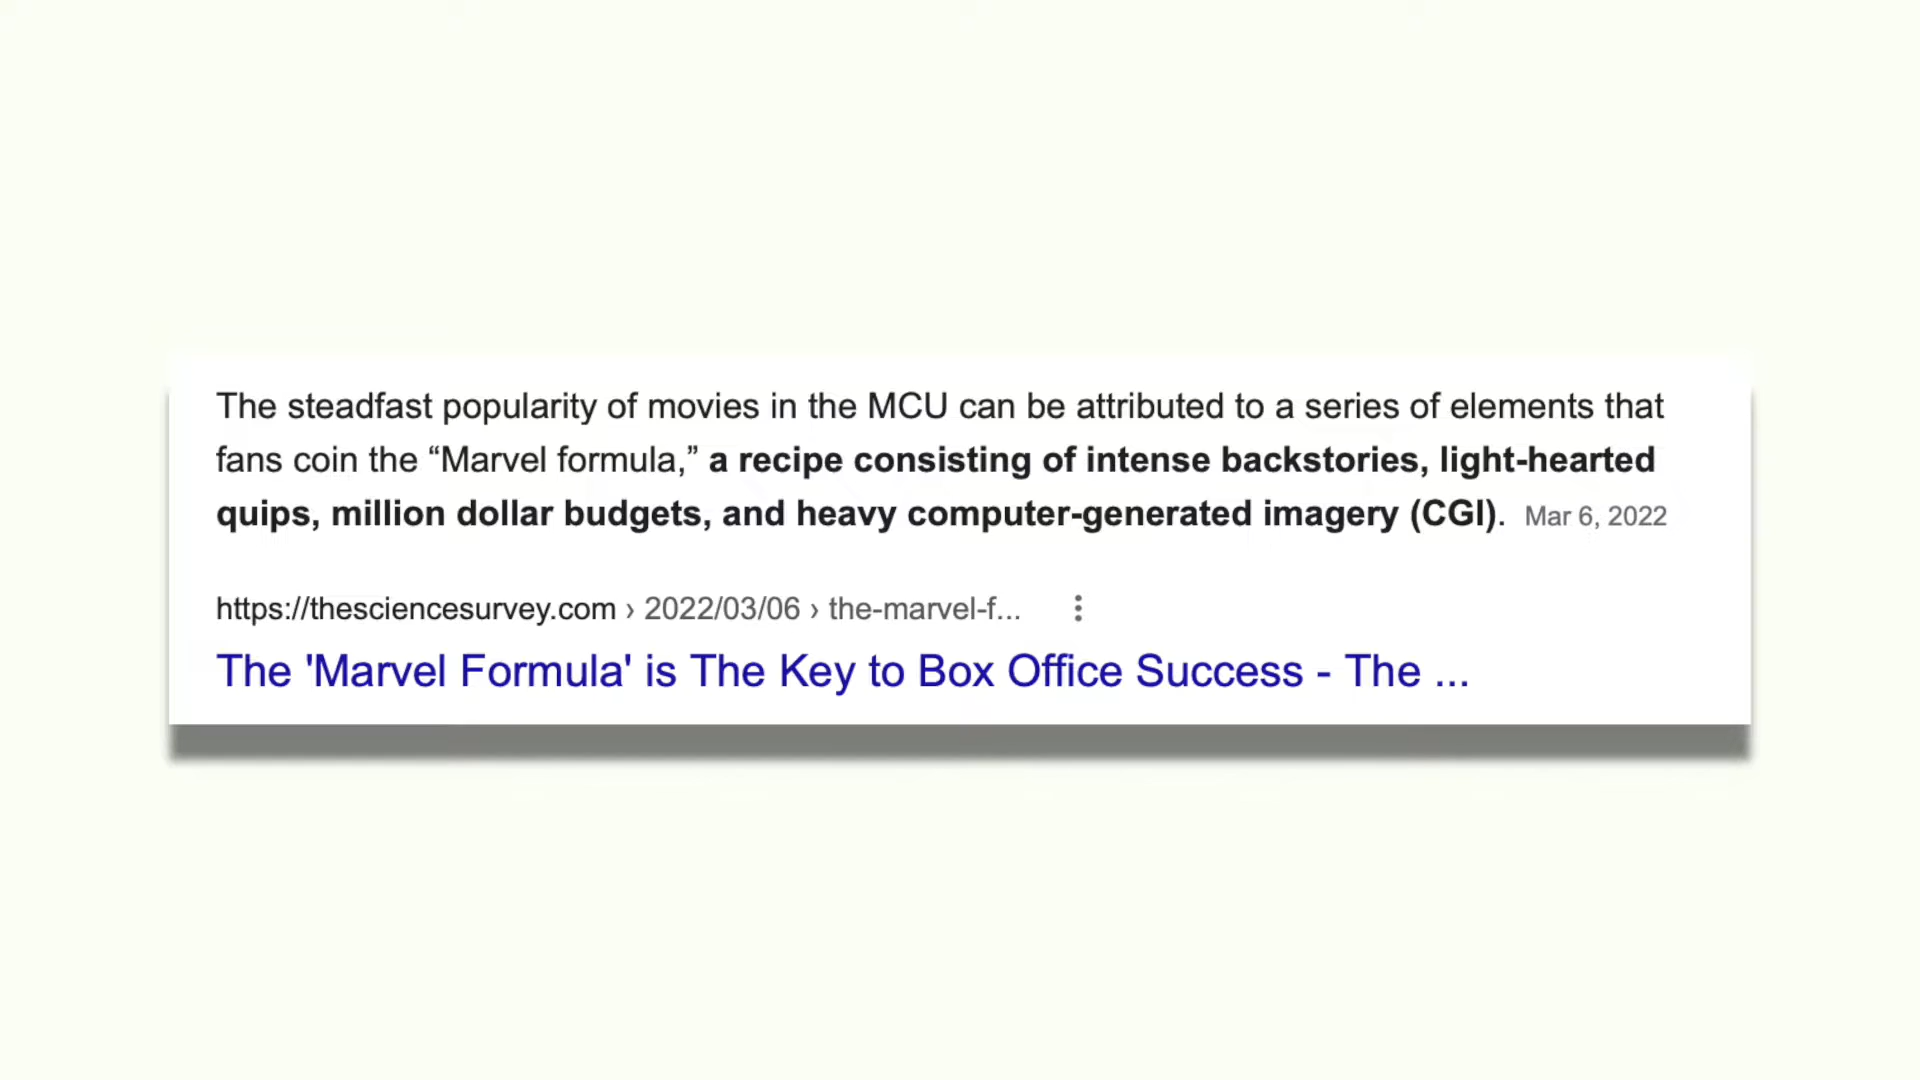 The steadfast popularity of movies in the MCU can be attributed to a series of elements that
fans coin the “Marvel formula,” a recipe consisting of intense backstories, light-hearted
quips, million dollar budgets, and heavy computer-generated imagery (CGI). Mar 6, 2022
https://thesciencesurvey.com › 2022/03/06 › the-marvel-f...
The 'Marvel Formula' is The Key to Box Office Success - The ...